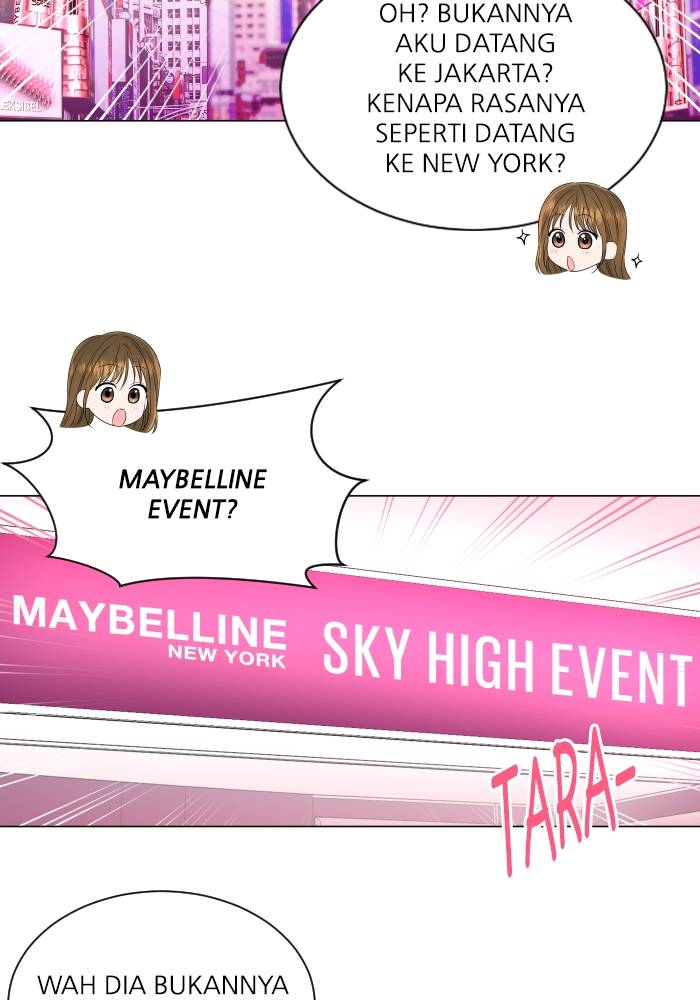 OH? BUKANNYA
AKU DATANG
KE JAKARTA?
KENAPA RASANYA
SEPERTI DATANG
KE NEW YORK?
MAYBELLINE
EVENT?
MAYBELLINE
NEW YORK
SKY HIGH EVENT
TARA-
WAH DIA BUKANNYA